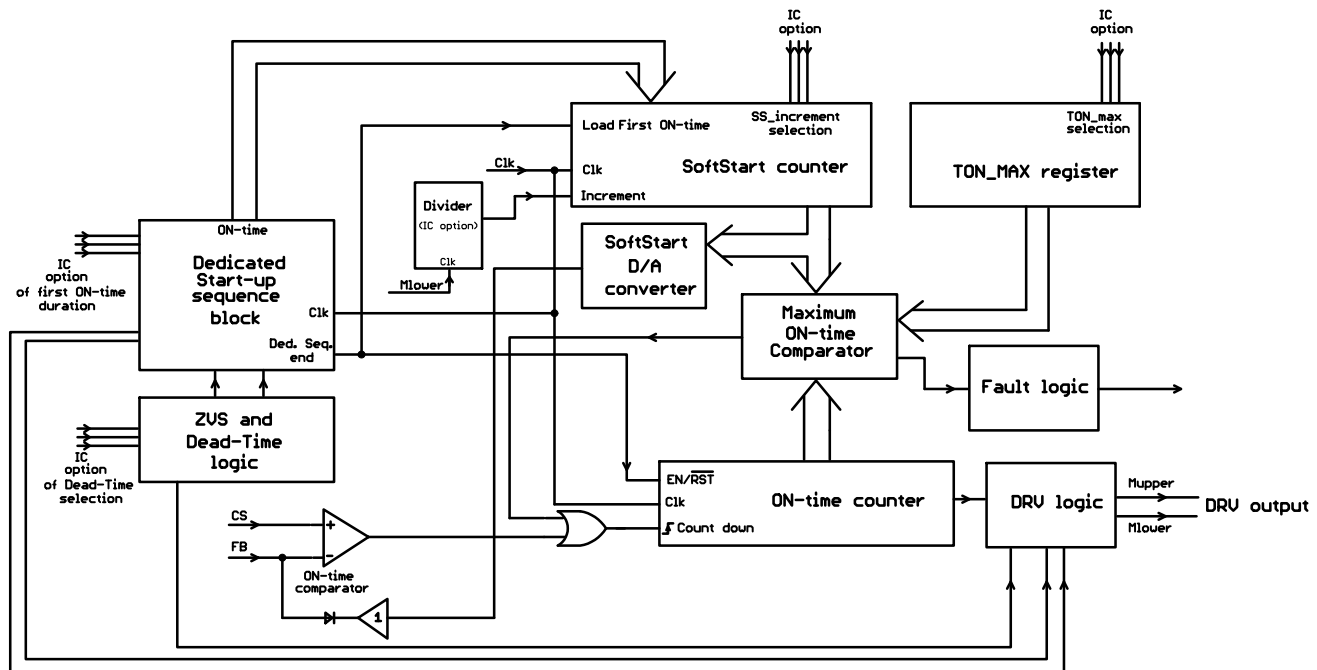 IC
option
IC
option
Load First ON-time
SS_increment
selection
TON_max
selection
Clk
Clk
SoftStart counter
TON_MAX register
Increment
Divider
(IC option)
Clk
Mlower
ON-time
Dedicated
Start-up
sequence
block
IC
option
of first ON-time
duration
Clk
Ded. Seq.
end
SoftStart
D/A
converter
Maximum
ON-time
Comparator
Fault logic
ZVS and
Dead-Time
logic
IC
option
of Dead-Time
selection
EN/RST
Clk
Count down
ON-time counter
DRV logic
Mupper
Mlower
DRV output
CS
FB
+
-
ON-time
comparator
1